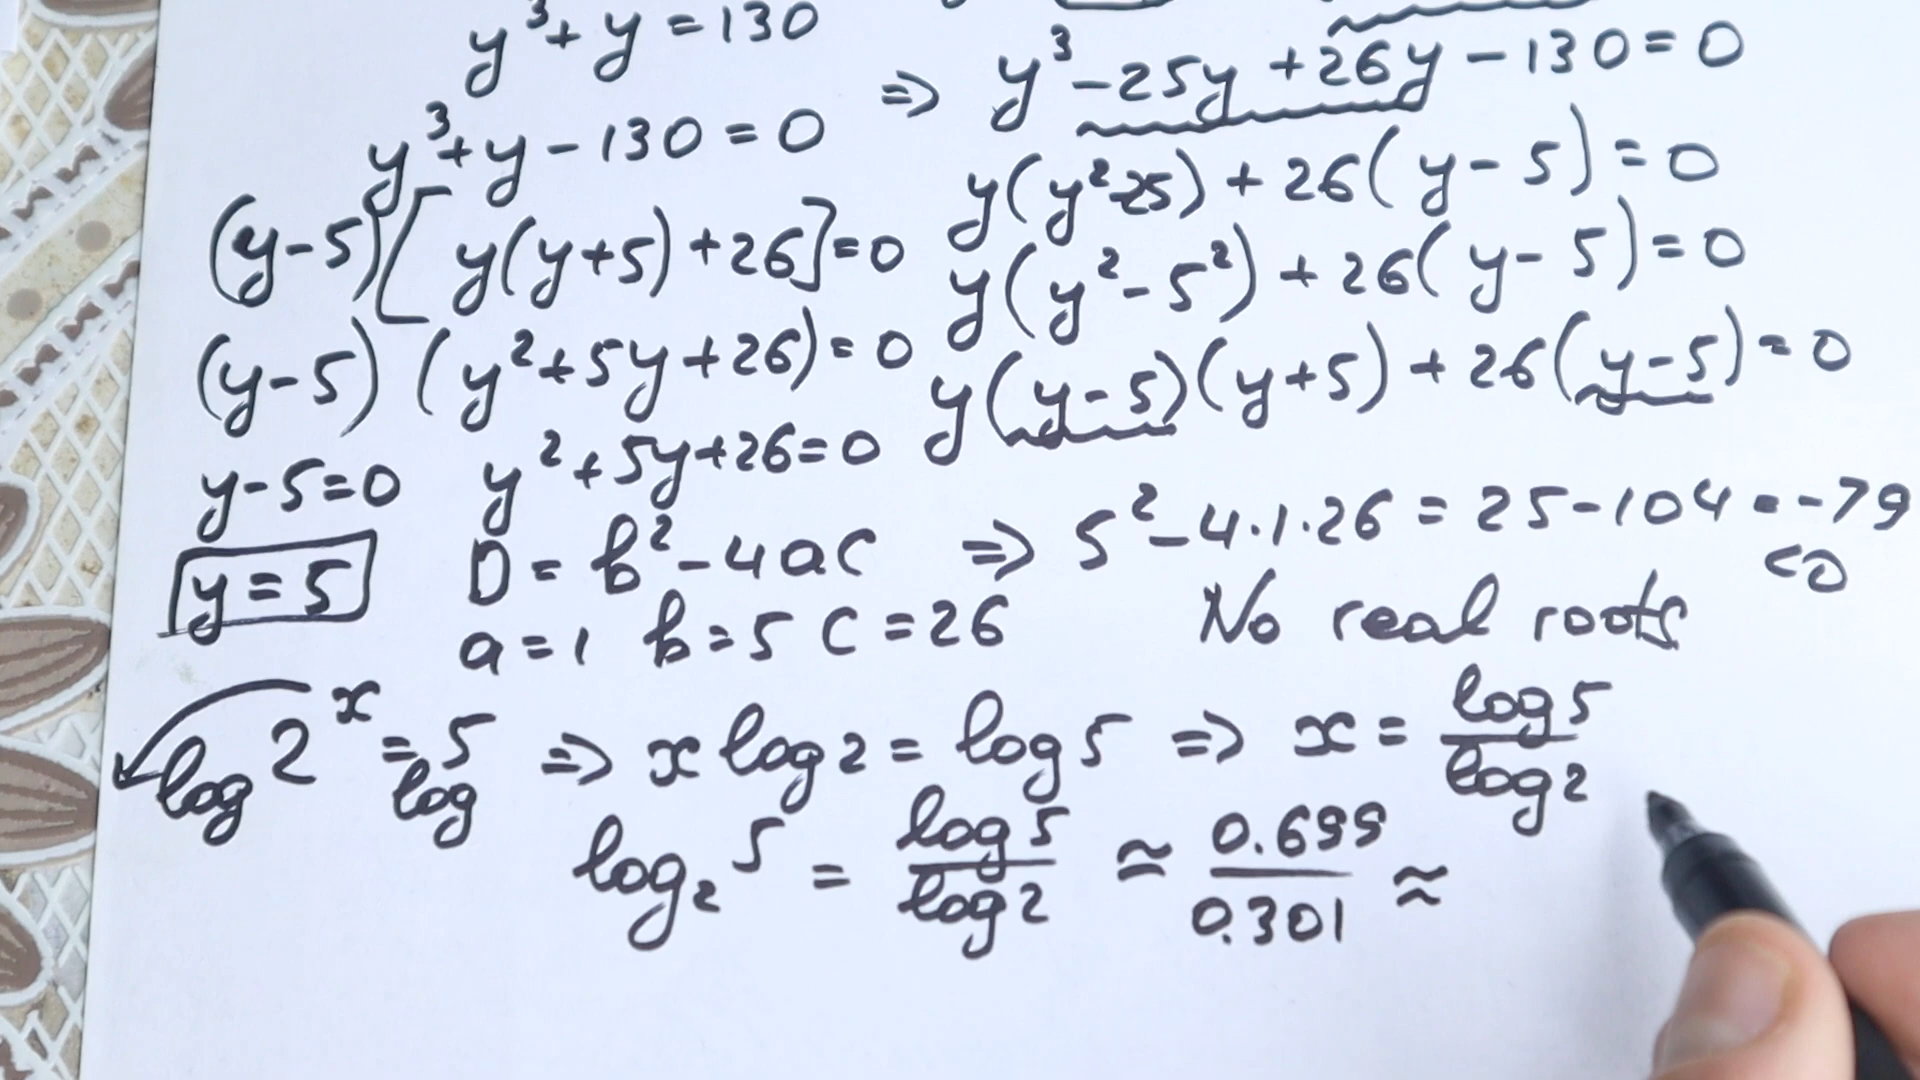 y³+y=130
y³+y-130=0 ⇒ y³-25y+26y-130=0
y(y²-25)+26(y-5)=0
(y-5)[y(y+5)+26]=0
y(y²-5²)+26(y-5)=0
(y-5)(y²+5y+26)=0
y(y-5)(y+5)+26(y-5)=0
y-5=0 y²+5y+26=0
y=5
D=b²-4ac ⇒ 5²-4·1·26=25-104=-79
<0
a=1 b=5 c=26 No real roots
log 2^x = log 5 ⇒ x log 2 = log 5 ⇒ x = log 5 / log 2
log₂ 5 = log 5 / log 2 ≈ 0.699 / 0.301 ≈